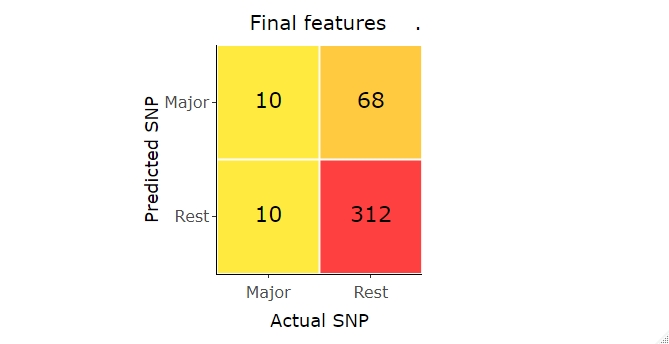 Final features .
Predicted SNP
Major
10 68
Rest
10 312
Major Rest
Actual SNP